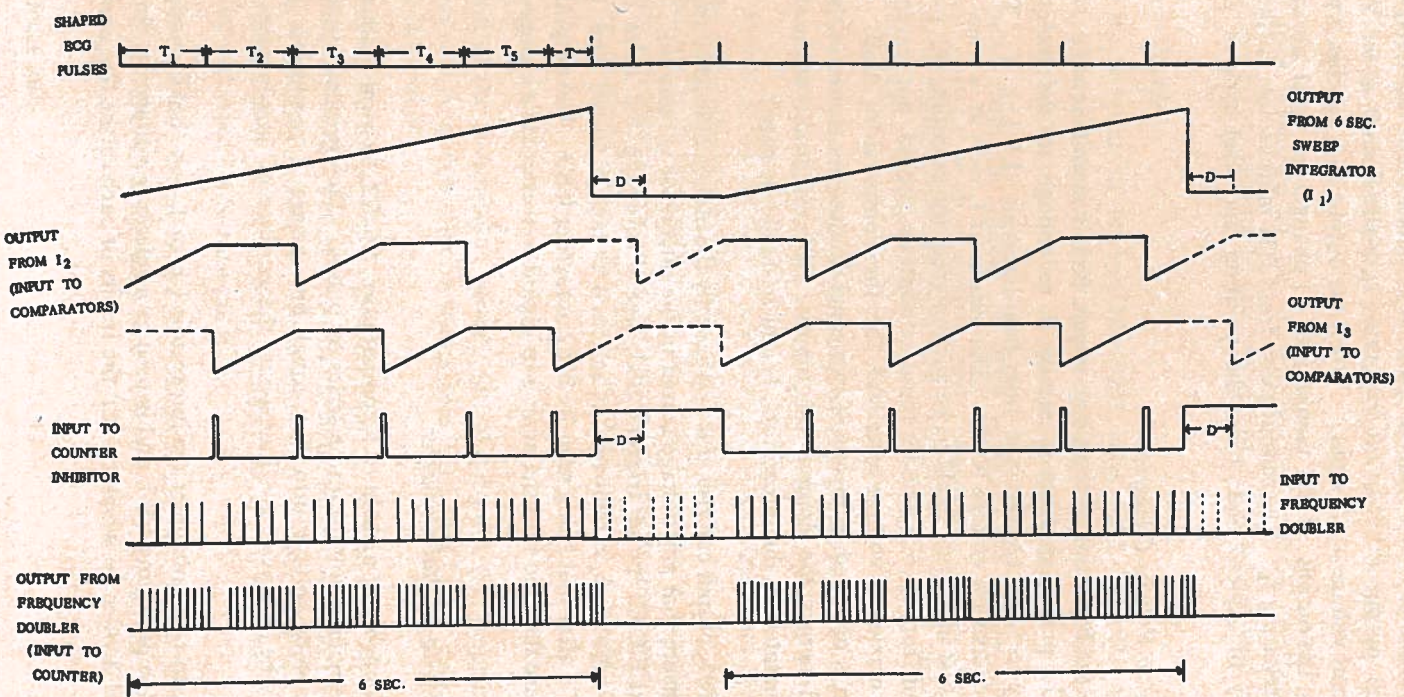 SHAPED
ECG
PULSES
T1 T2 T3 T4 T5 T
OUTPUT
FROM 6 SEC.
SWEEP
INTEGRATOR
(I1)
D
D
OUTPUT
FROM I2
(INPUT TO
COMPARATORS)
OUTPUT
FROM I3
(INPUT TO
COMPARATORS)
INPUT TO
COUNTER
INHIBITOR
D
D
INPUT TO
FREQUENCY
DOUBLER
OUTPUT FROM
FREQUENCY
DOUBLER
(INPUT TO
COUNTER)
6 SEC.
6 SEC.